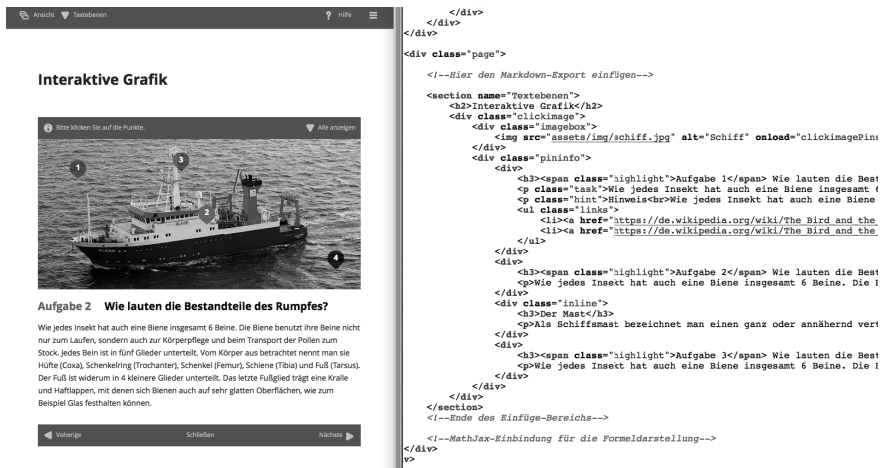 Ansicht
Textebenen
? Hilfe
Interaktive Grafik
Bitte klicken Sie auf die Punkte.
Alle anzeigen
1
3
2
4
Aufgabe 2 Wie lauten die Bestandteile des Rumpfes?
Wie jedes Insekt hat auch eine Biene insgesamt 6 Beine. Die Biene benutzt ihre Beine nicht
nur zum Laufen, sondern auch zur Körperpflege und beim Transport der Pollen zum
Stock. Jedes Bein ist in fünf Glieder unterteilt. Vom Körper aus betrachtet nennt man sie
Hüfte (Coxa), Schenkelring (Trochanter), Schenkel (Femur), Schiene (Tibia) und Fuß (Tarsus).
Der Fuß ist widerum in 4 kleinere Glieder unterteilt. Das letzte Fußglied trägt eine Kralle
und Haftlappen, mit denen sich Bienen auch auf sehr glatten Oberflächen, wie zum
Beispiel Glas festhalten können.
Voherige
Schließen
Nächste
</div>
</div>
</div>
<div class="page">
<!--Hier den Markdown-Export einfügen-->
<section name="Textebenen">
<h2>Interaktive Grafik</h2>
<div class="clickimage">
<div class="imagebox">
<img src="assets/img/schiff.jpg" alt="Schiff" onload="clickimagePins
</div>
<div class="pininfo">
<div>
<h3><span class="highlight">Aufgabe 1</span> Wie lauten die Best
<p class="task">Wie jedes Insekt hat auch eine Biene insgesamt 6
<p class="hint">Hinweis<br>Wie jedes Insekt hat auch eine Biene
<ul class="links">
<li><a href="https://de.wikipedia.org/wiki/The_Bird_and_the_
<li><a href="https://de.wikipedia.org/wiki/The_Bird_and_the_
</ul>
</div>
<div>
<h3><span class="highlight">Aufgabe 2</span> Wie lauten die Best
<p>Wie jedes Insekt hat auch eine Biene insgesamt 6 Beine. Die B
</div>
<div class="inline">
<h3>Der Mast</h3>
<p>Als Schiffsmast bezeichnet man einen ganz oder annähernd vert
</div>
<div>
<h3><span class="highlight">Aufgabe 3</span> Wie lauten die Best
<p>Wie jedes Insekt hat auch eine Biene insgesamt 6 Beine. Die B
</div>
</div>
</div>
</section>
<!--Ende des Einfüge-Bereichs-->
<!--MathJax-Einbindung für die Formeldarstellung-->
</div>
v>